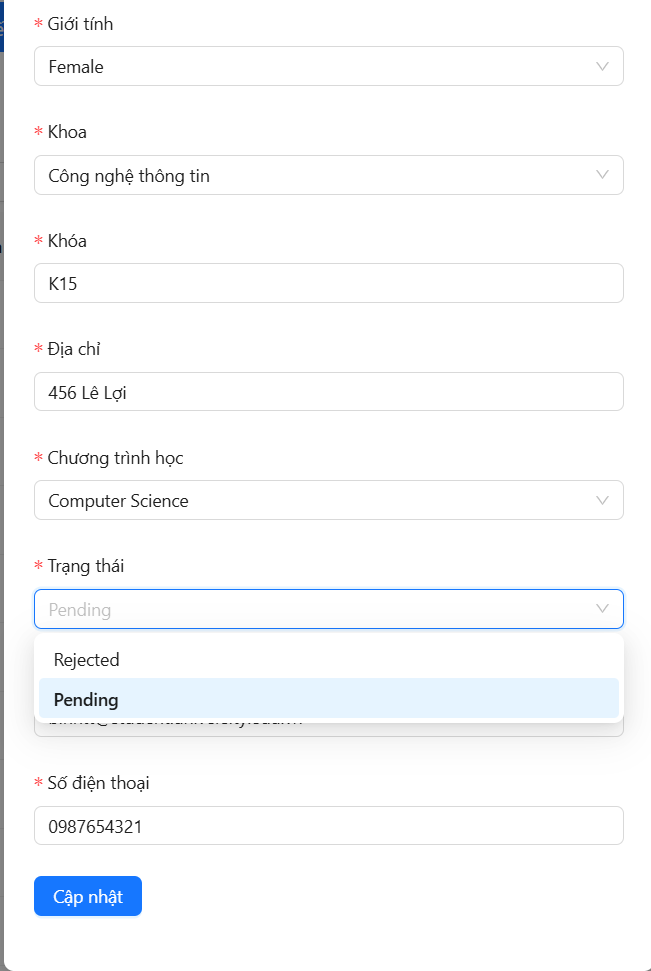 * Giới tính
Female
* Khoa
Công nghệ thông tin
* Khóa
K15
* Địa chỉ
456 Lê Lợi
* Chương trình học
Computer Science
* Trạng thái
Pending
Rejected
Pending
* Số điện thoại
0987654321
Cập nhật